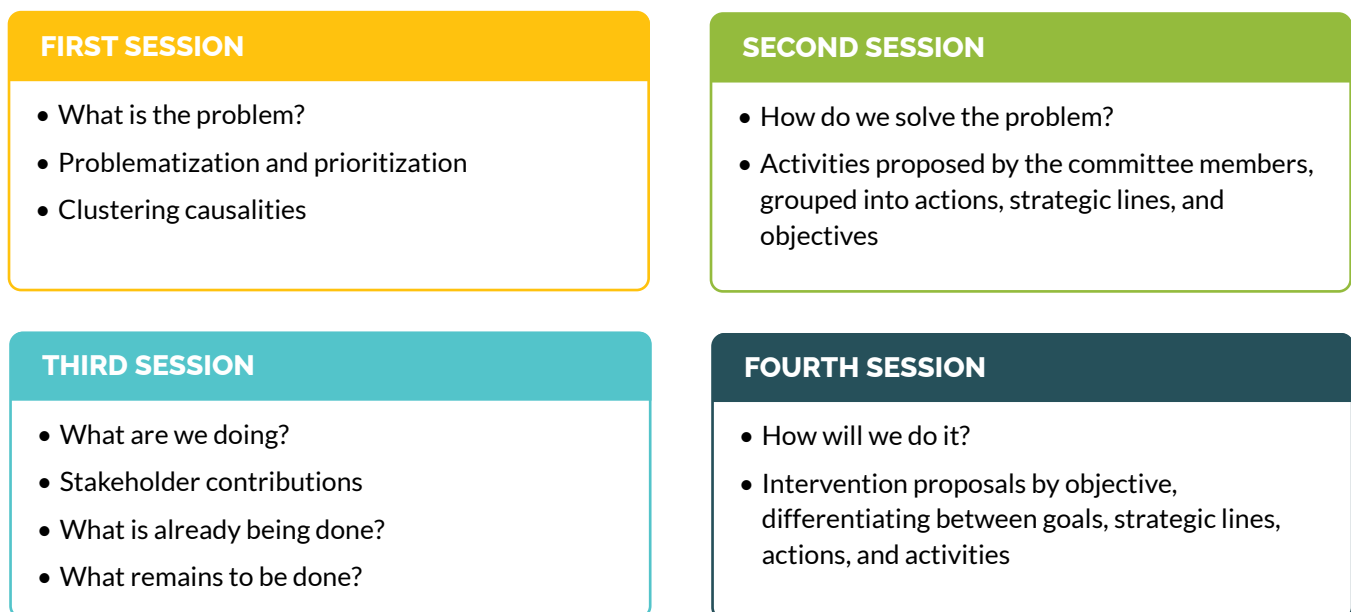 FIRST SESSION
• What is the problem?
• Problematization and prioritization
• Clustering causalities
SECOND SESSION
• How do we solve the problem?
• Activities proposed by the committee members,
grouped into actions, strategic lines, and
objectives
THIRD SESSION
• What are we doing?
• Stakeholder contributions
• What is already being done?
• What remains to be done?
FOURTH SESSION
• How will we do it?
• Intervention proposals by objective,
differentiating between goals, strategic lines,
actions, and activities